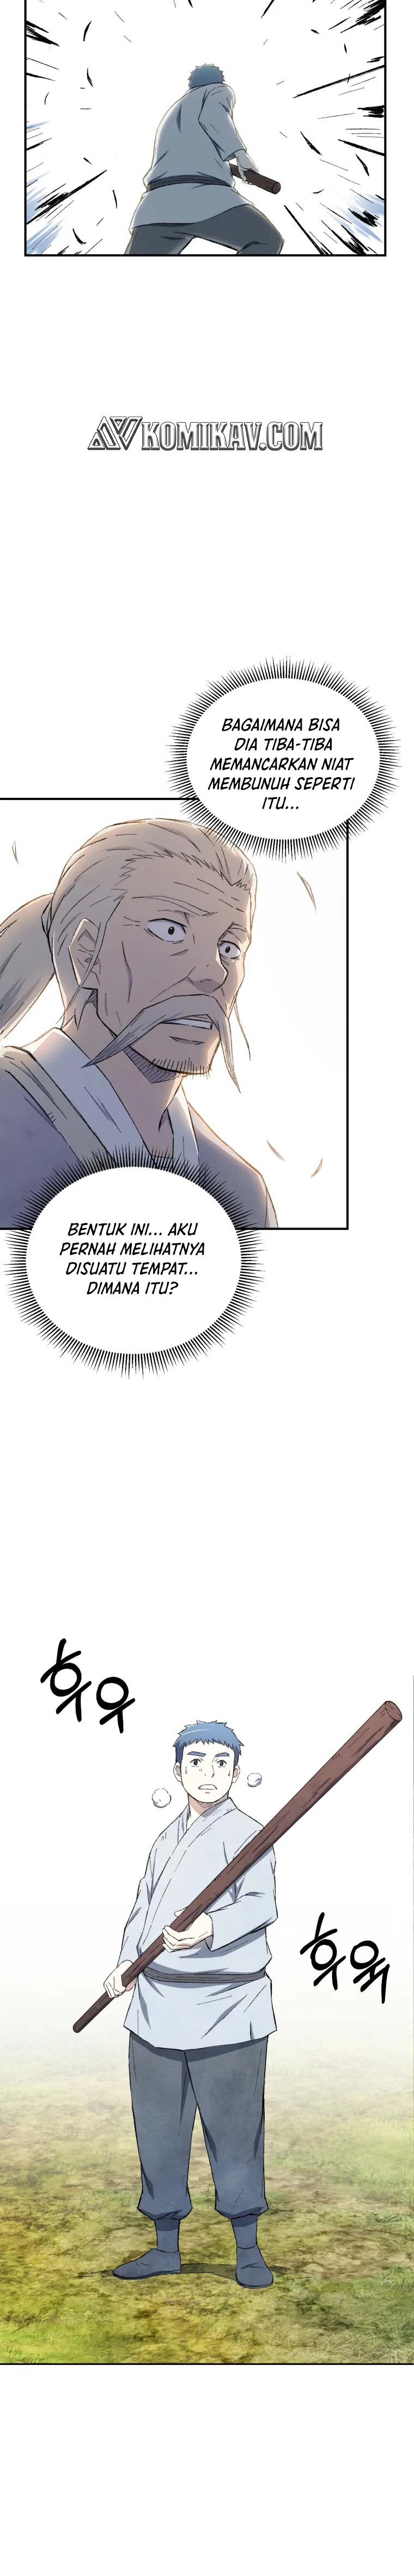 KOMIKAV.COM
BAGAIMANA BISA
DIA TIBA-TIBA
MEMANCARKAN NIAT
MEMBUNUH SEPERTI
ITU...
BENTUK INI... AKU
PERNAH MELIHATNYA
DISUATU TEMPAT...
DIMANA ITU?
후우
후욱